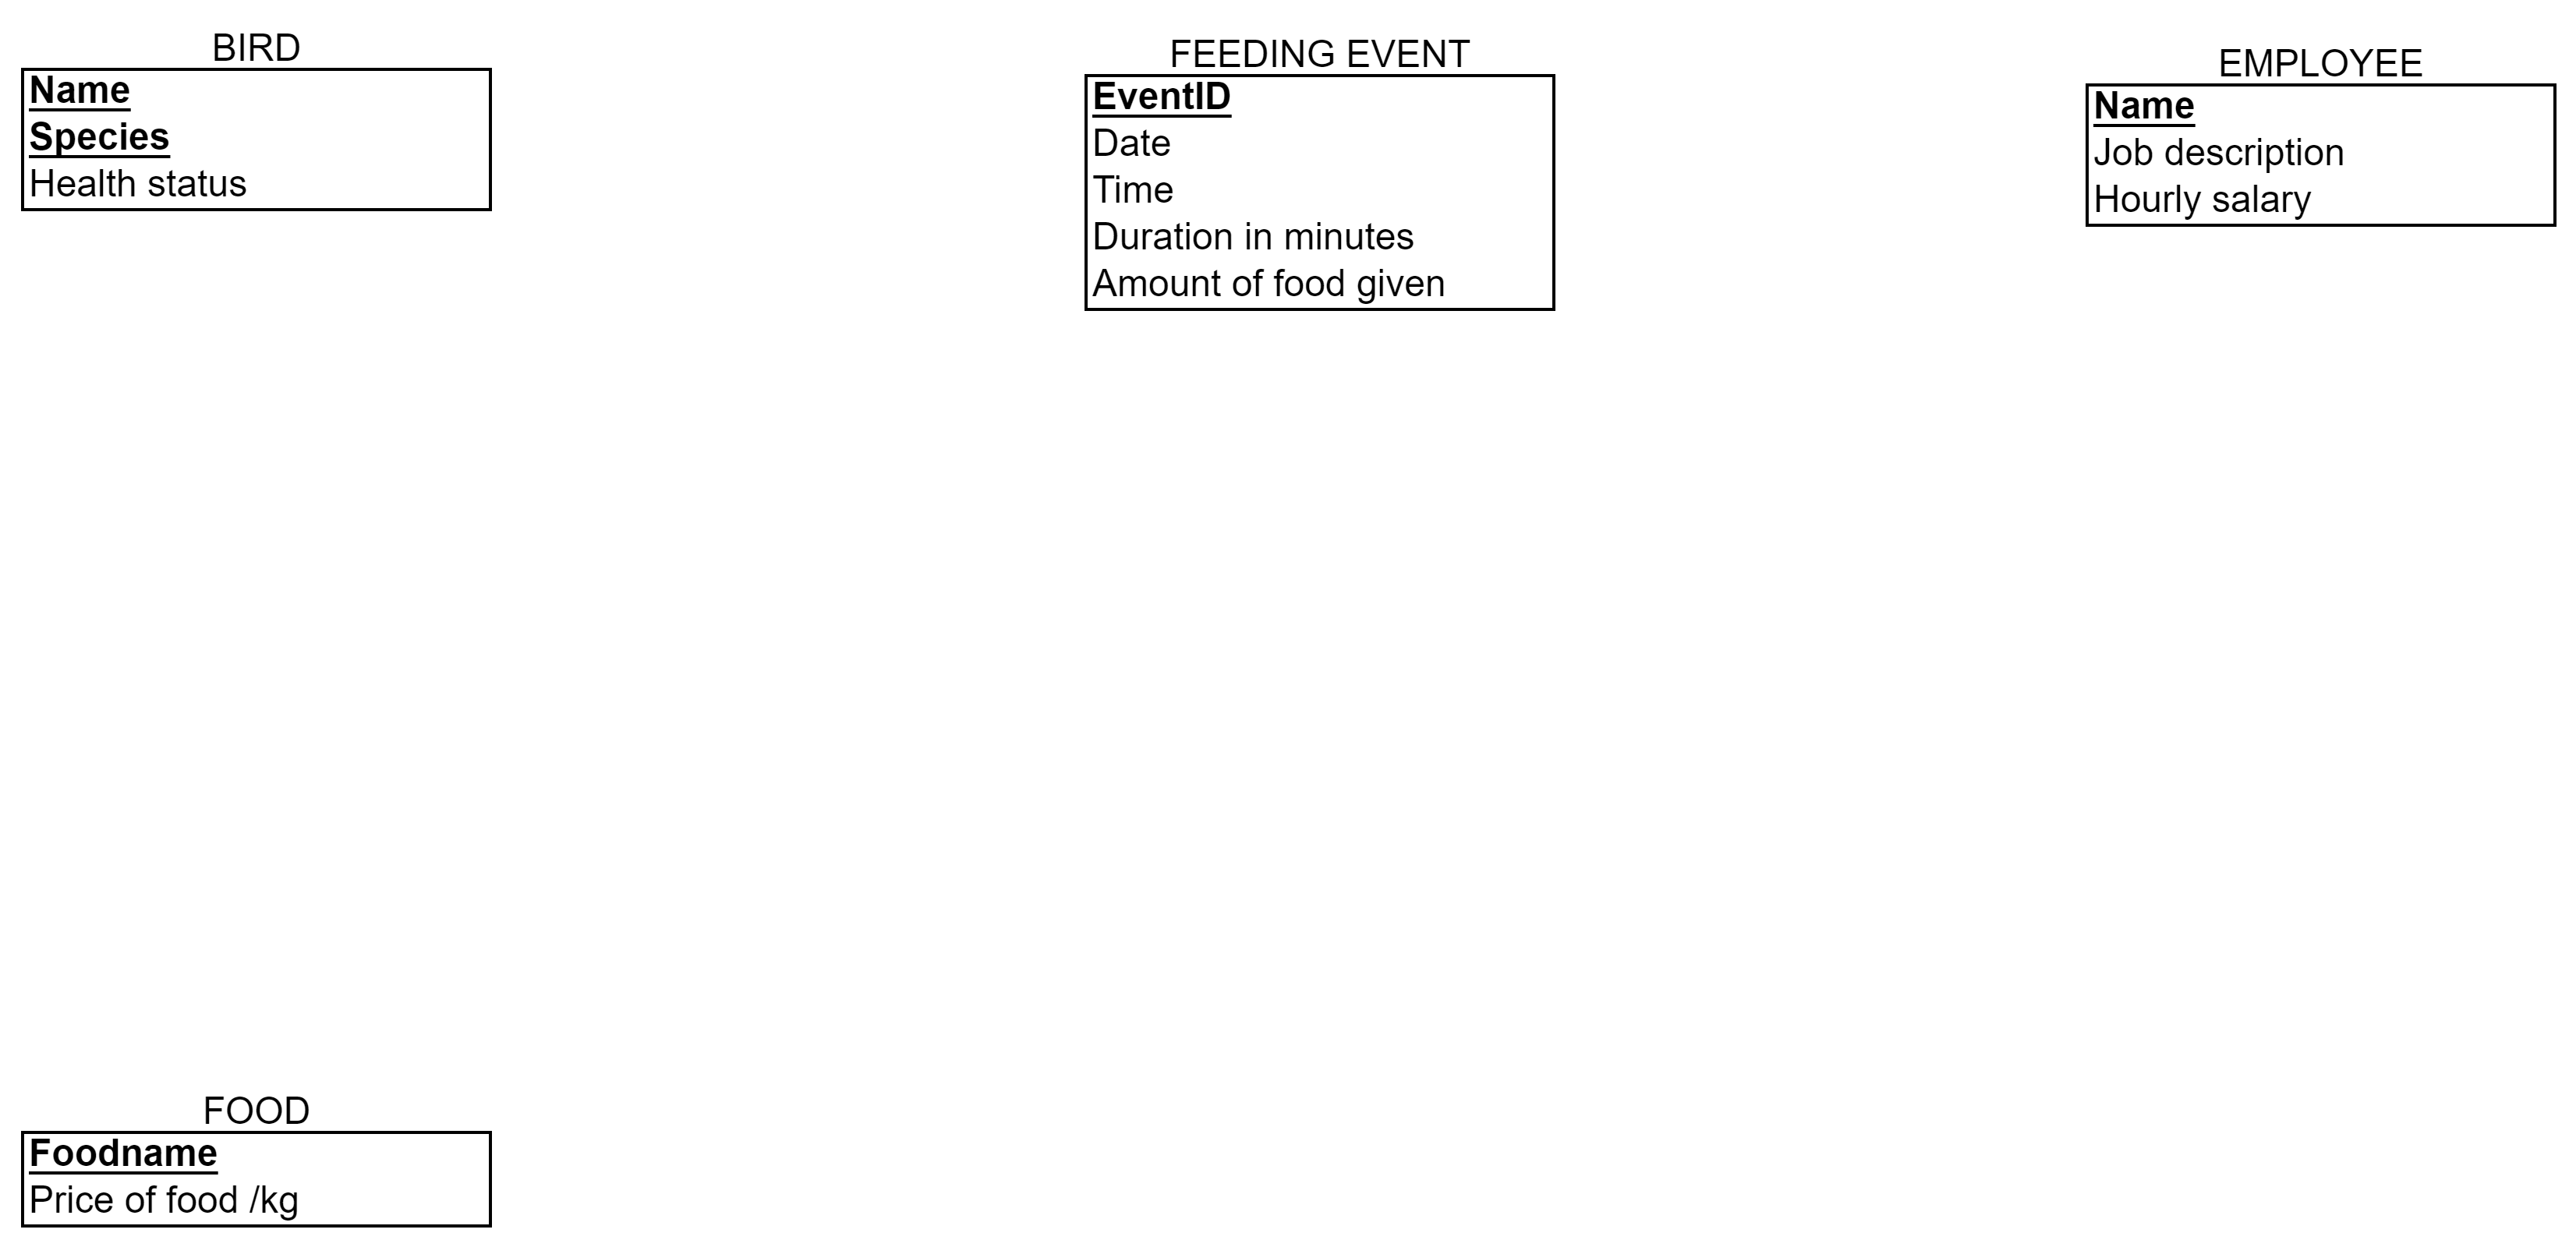 BIRD
Name
Species
Health status
FEEDING EVENT
EventID
Date
Time
Duration in minutes
Amount of food given
EMPLOYEE
Name
Job description
Hourly salary
FOOD
Foodname
Price of food /kg